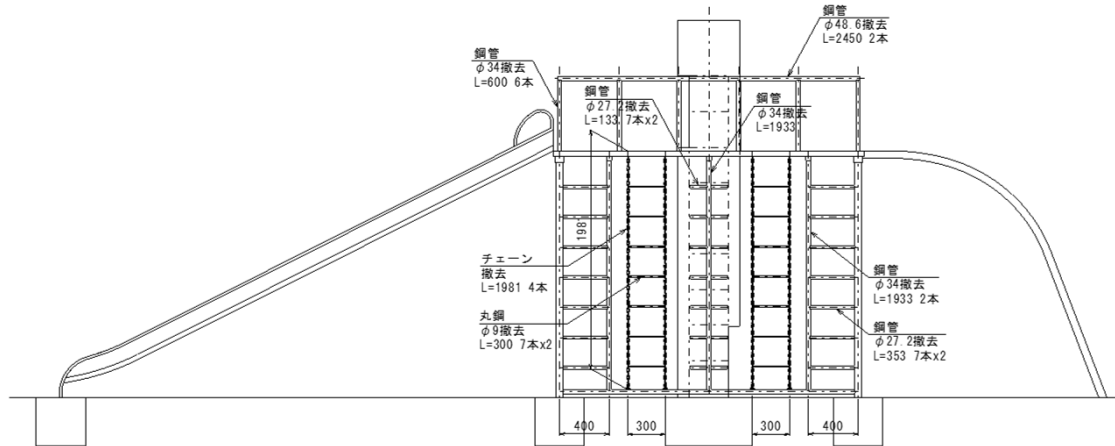 鋼管
φ48.6撤去
L=2450 2本
鋼管
φ34撤去
L=600 6本
鋼管
φ27.2撤去
L=133 7本x2
鋼管
φ34撤去
L=1933
1981
チェーン
撤去
L=1981 4本
丸鋼
φ9撤去
L=300 7本x2
鋼管
φ34撤去
L=1933 2本
鋼管
φ27.2撤去
L=353 7本x2
400
300
300
400